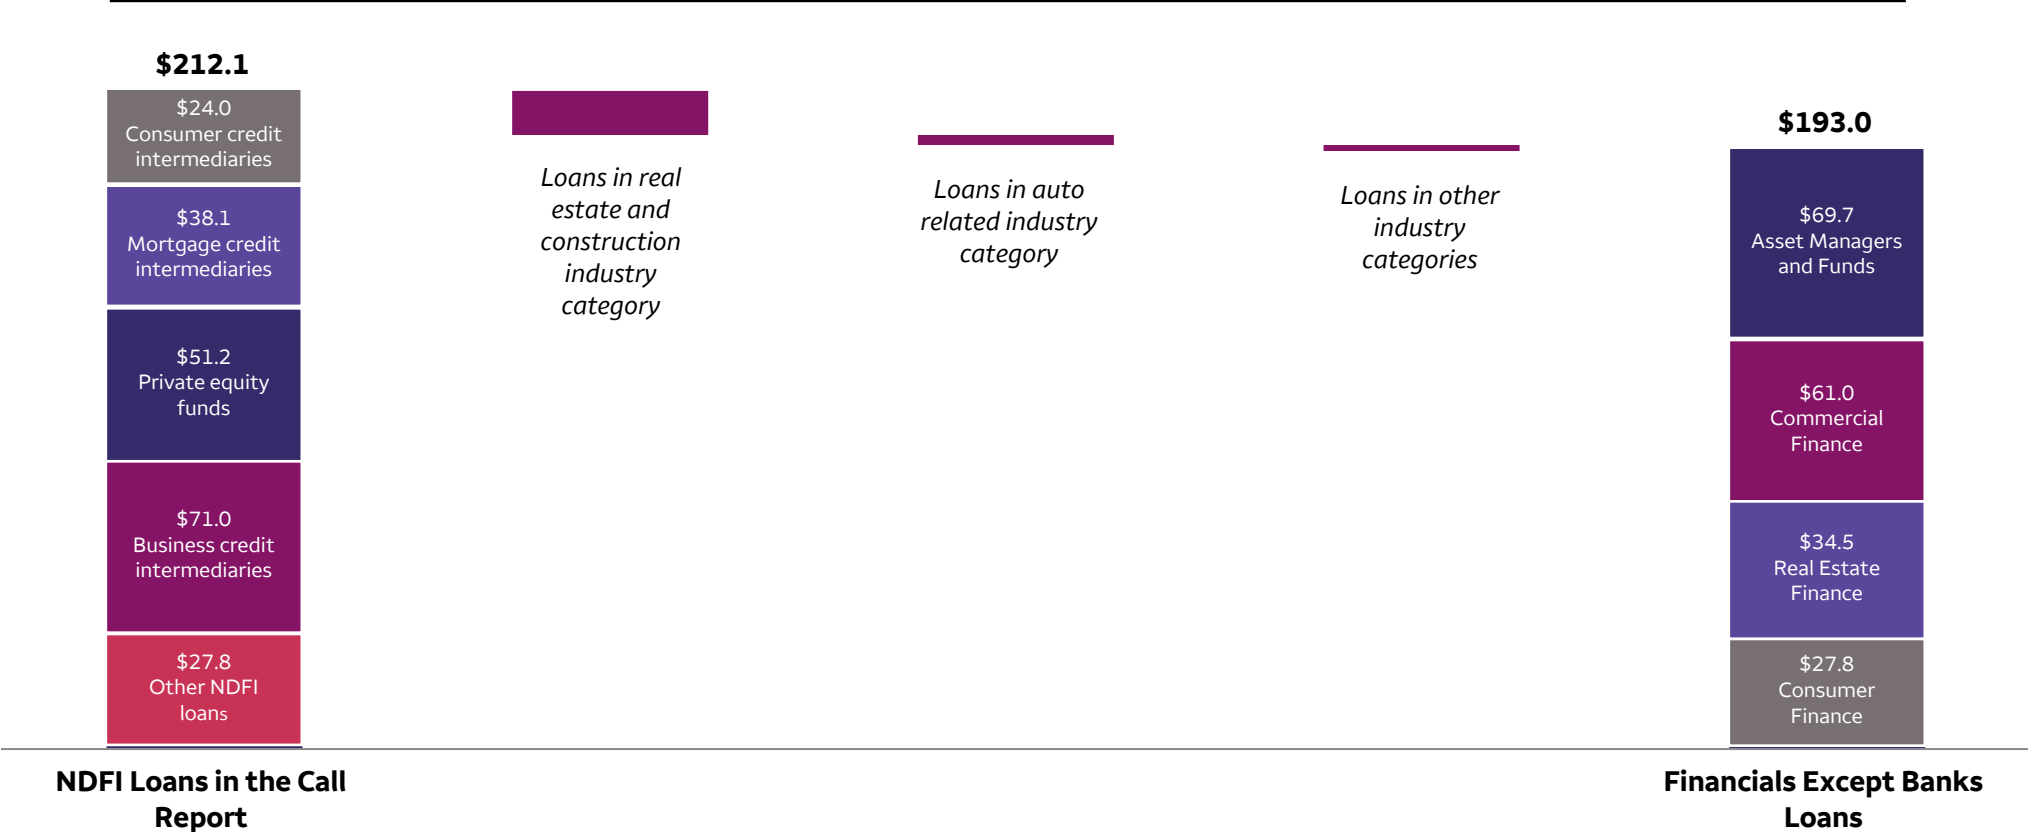 $212.1
$24.0
Consumer credit
intermediaries
$38.1
Mortgage credit
intermediaries
$51.2
Private equity
funds
$71.0
Business credit
intermediaries
$27.8
Other NDFI
loans
NDFI Loans in the Call
Report
Loans in real
estate and
construction
industry
category
Loans in auto
related industry
category
Loans in other
industry
categories
$193.0
$69.7
Asset Managers
and Funds
$61.0
Commercial
Finance
$34.5
Real Estate
Finance
$27.8
Consumer
Finance
Financials Except Banks
Loans